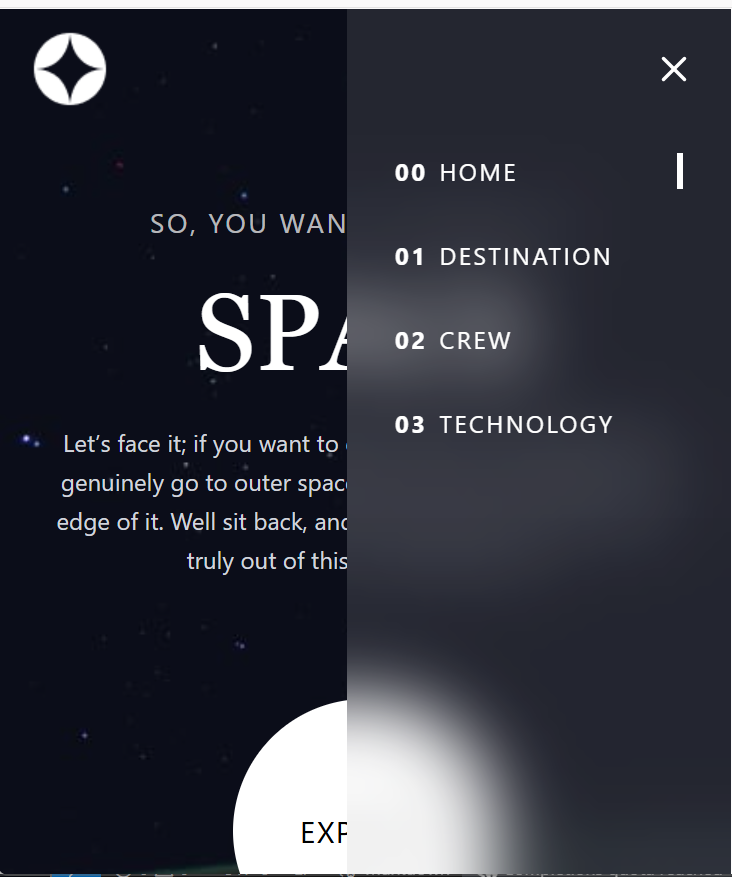 00 HOME
01 DESTINATION
02 CREW
03 TECHNOLOGY
SO, YOU WAN
SPA
Let’s face it; if you want to
genuinely go to outer spac
edge of it. Well sit back, and
truly out of this
EXP